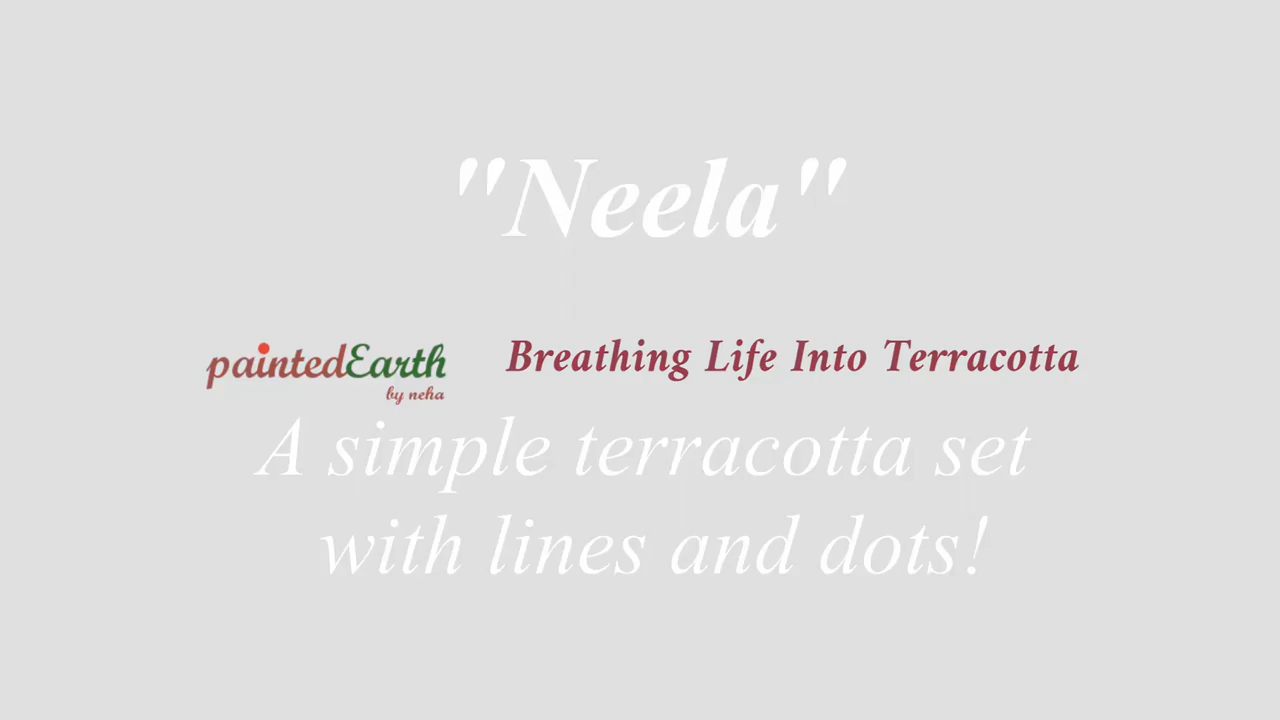 "Neela"
paintedEarth
by neha
Breathing Life Into Terracotta
A simple terracotta set
with lines and dots!